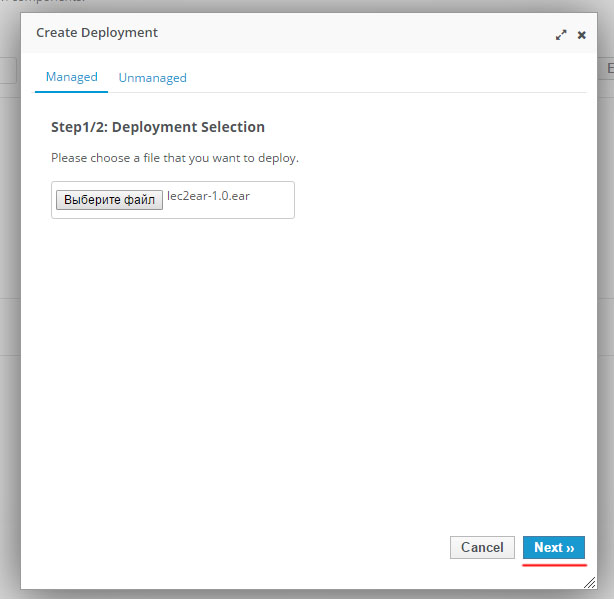 components.
Create Deployment
Managed Unmanaged
Step1/2: Deployment Selection
Please choose a file that you want to deploy.
Выберите файл lec2ear-1.0.ear
Cancel Next »